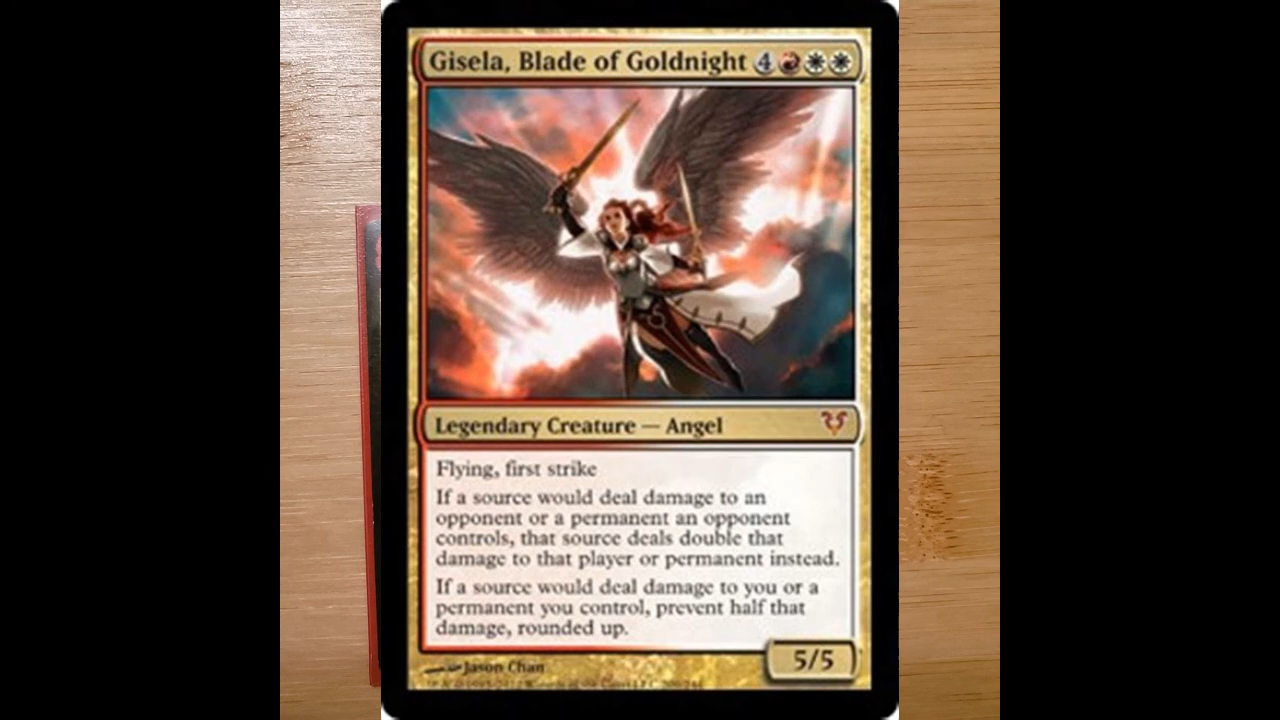 Gisela, Blade of Goldnight 4
Legendary Creature — Angel
Flying, first strike
If a source would deal damage to an
opponent or a permanent an opponent
controls, that source deals double that
damage to that player or permanent instead.
If a source would deal damage to you or a
permanent you control, prevent half that
damage, rounded up.
5/5
Jason Chan